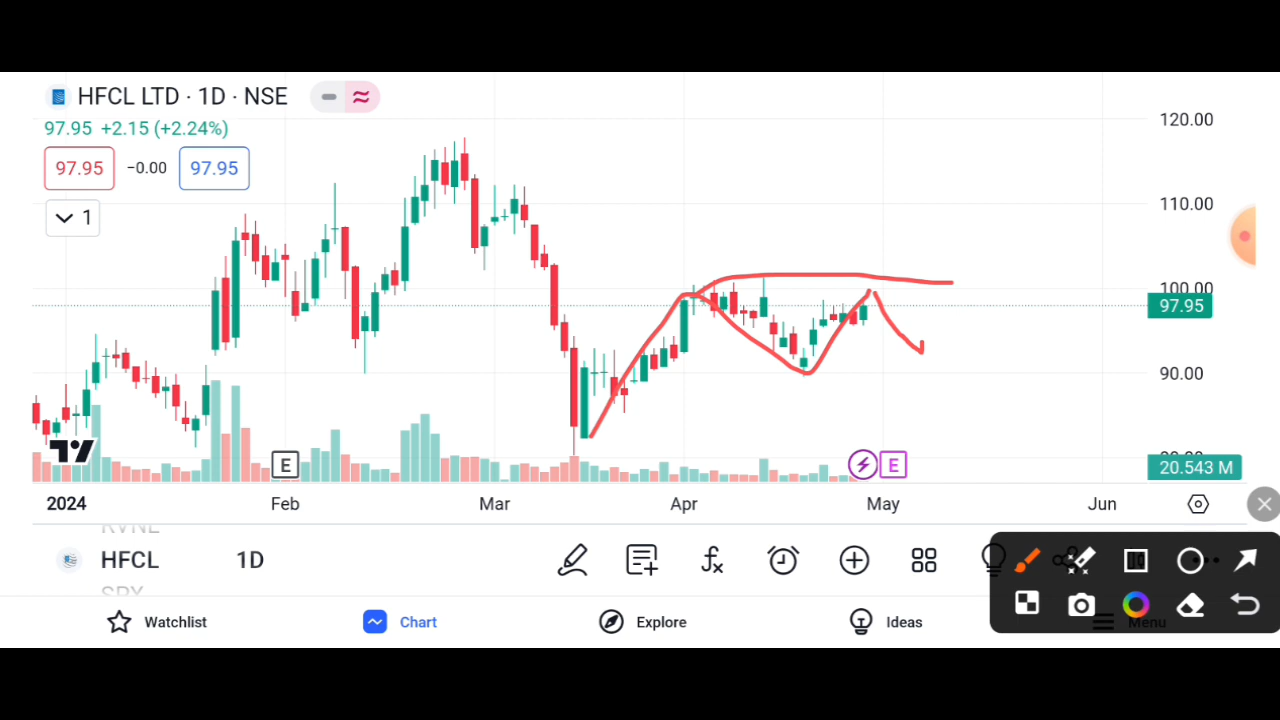 HFCL LTD · 1D · NSE
97.95 +2.15 (+2.24%)
97.95 −0.00 97.95
1
120.00
110.00
100.00
97.95
90.00
20.543 M
E
E
2024 Feb Mar Apr May Jun
RVNL
HFCL 1D
Watchlist Chart Explore Ideas Menu